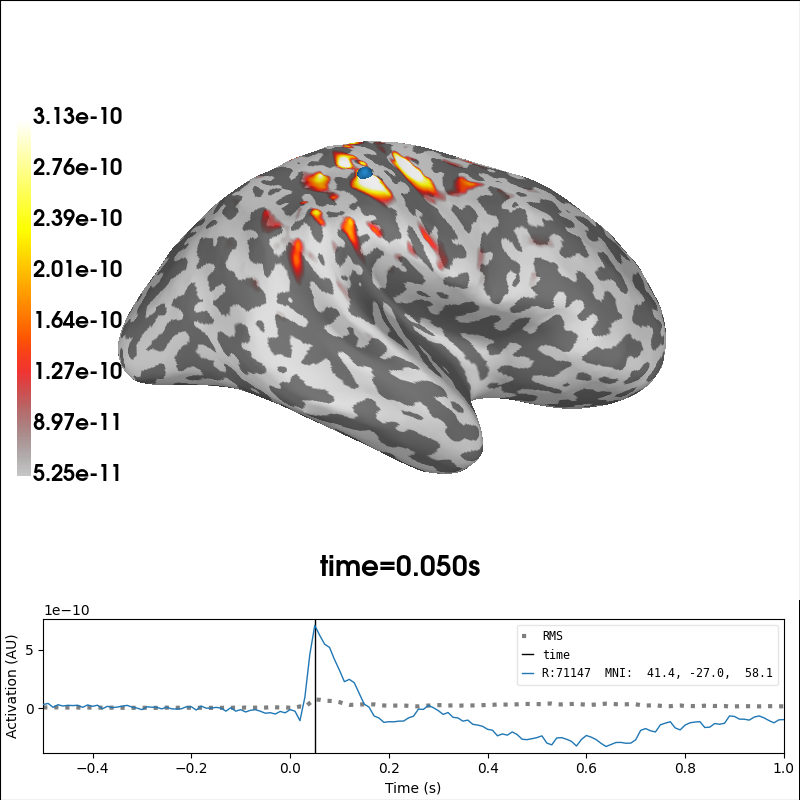 3.13e-10
2.76e-10
2.39e-10
2.01e-10
1.64e-10
1.27e-10
8.97e-11
5.25e-11
time=0.050s
1e−10
5
0
Activation (AU)
RMS
time
R:71147 MNI: 41.4, -27.0, 58.1
−0.4 −0.2 0.0 0.2 0.4 0.6 0.8 1.0
Time (s)